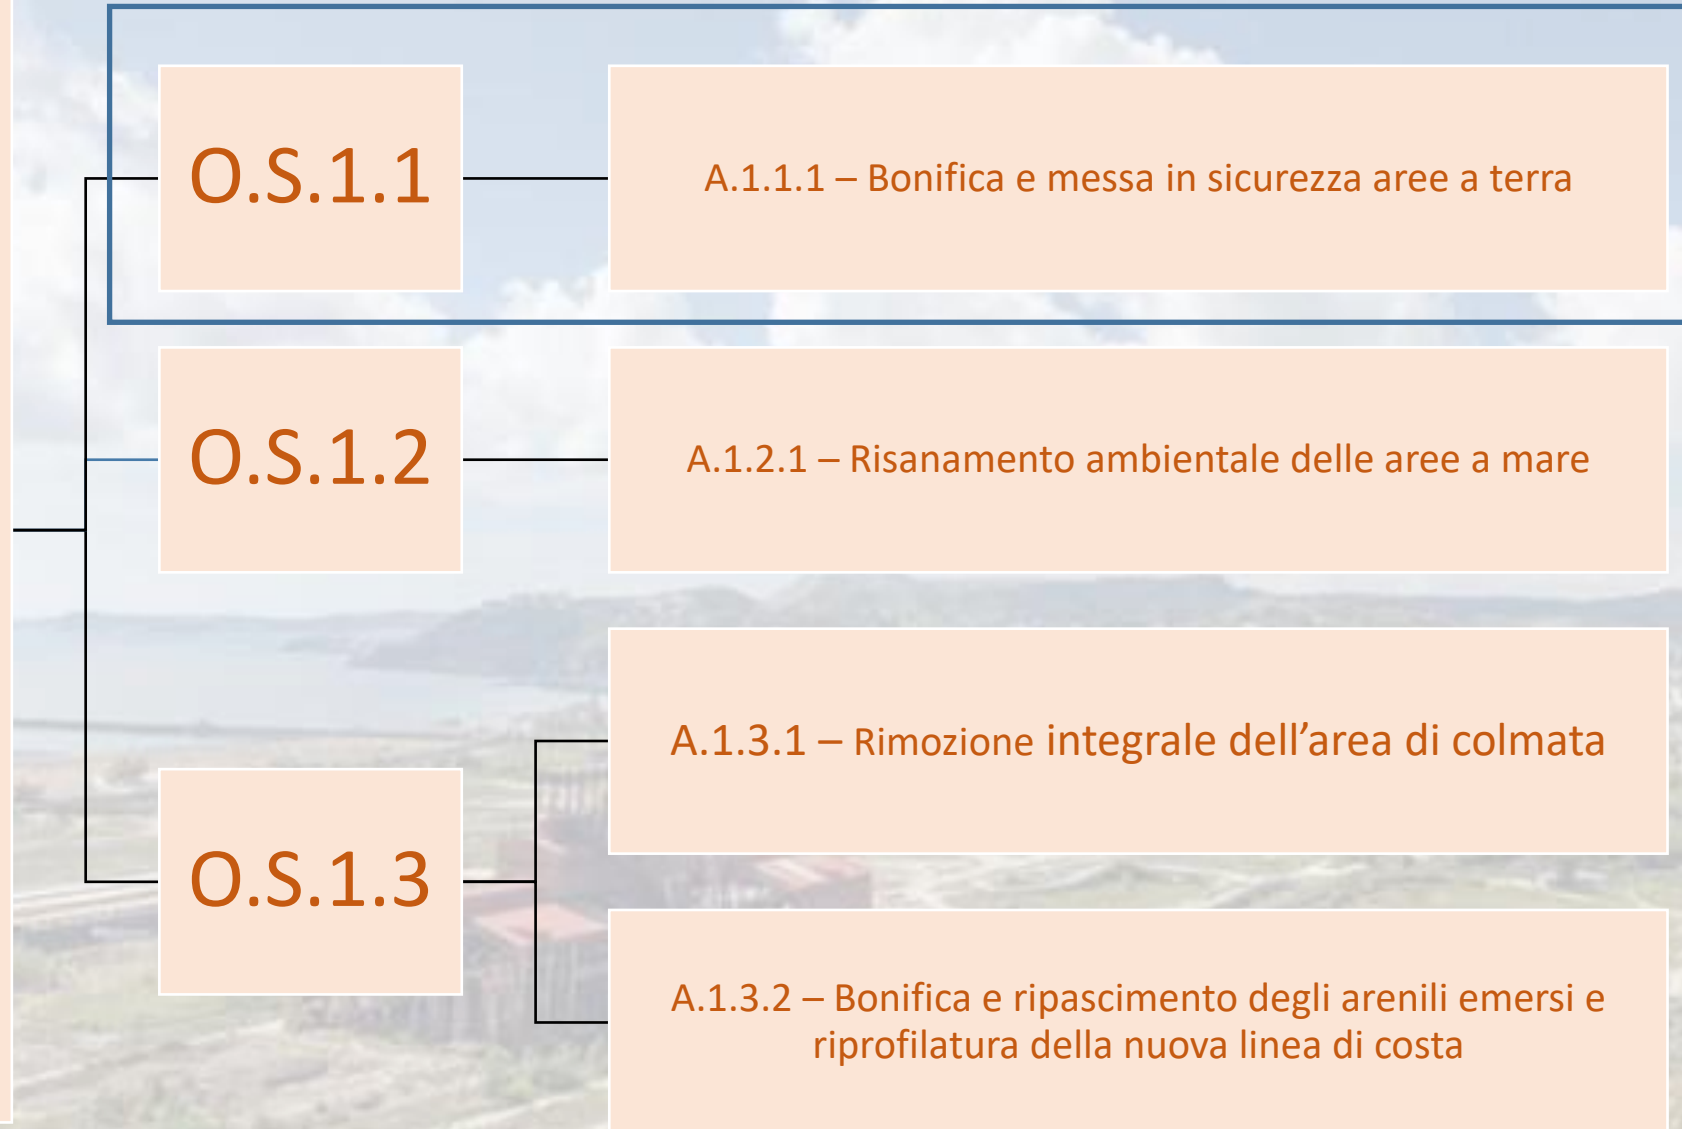 O.S.1.1
A.1.1.1 – Bonifica e messa in sicurezza aree a terra
O.S.1.2
A.1.2.1 – Risanamento ambientale delle aree a mare
O.S.1.3
A.1.3.1 – Rimozione integrale dell’area di colmata
A.1.3.2 – Bonifica e ripascimento degli arenili emersi e
riprofilatura della nuova linea di costa